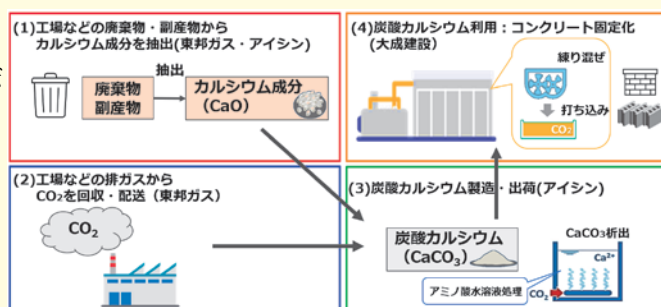 (1)工場などの廃棄物・副産物から
カルシウム成分を抽出(東邦ガス・アイシン)
廃棄物
副産物
抽出
カルシウム成分
（CaO）
(2)工場などの排ガスから
CO₂を回収・配送（東邦ガス）
CO₂
(4)炭酸カルシウム利用：コンクリート固定化
(大成建設)
練り混ぜ
打ち込み
CO₂
(3)炭酸カルシウム製造・出荷(アイシン)
炭酸カルシウム
（CaCO₃）
CaCO₃析出
Ca²⁺
アミノ酸水溶液処理
CO₂